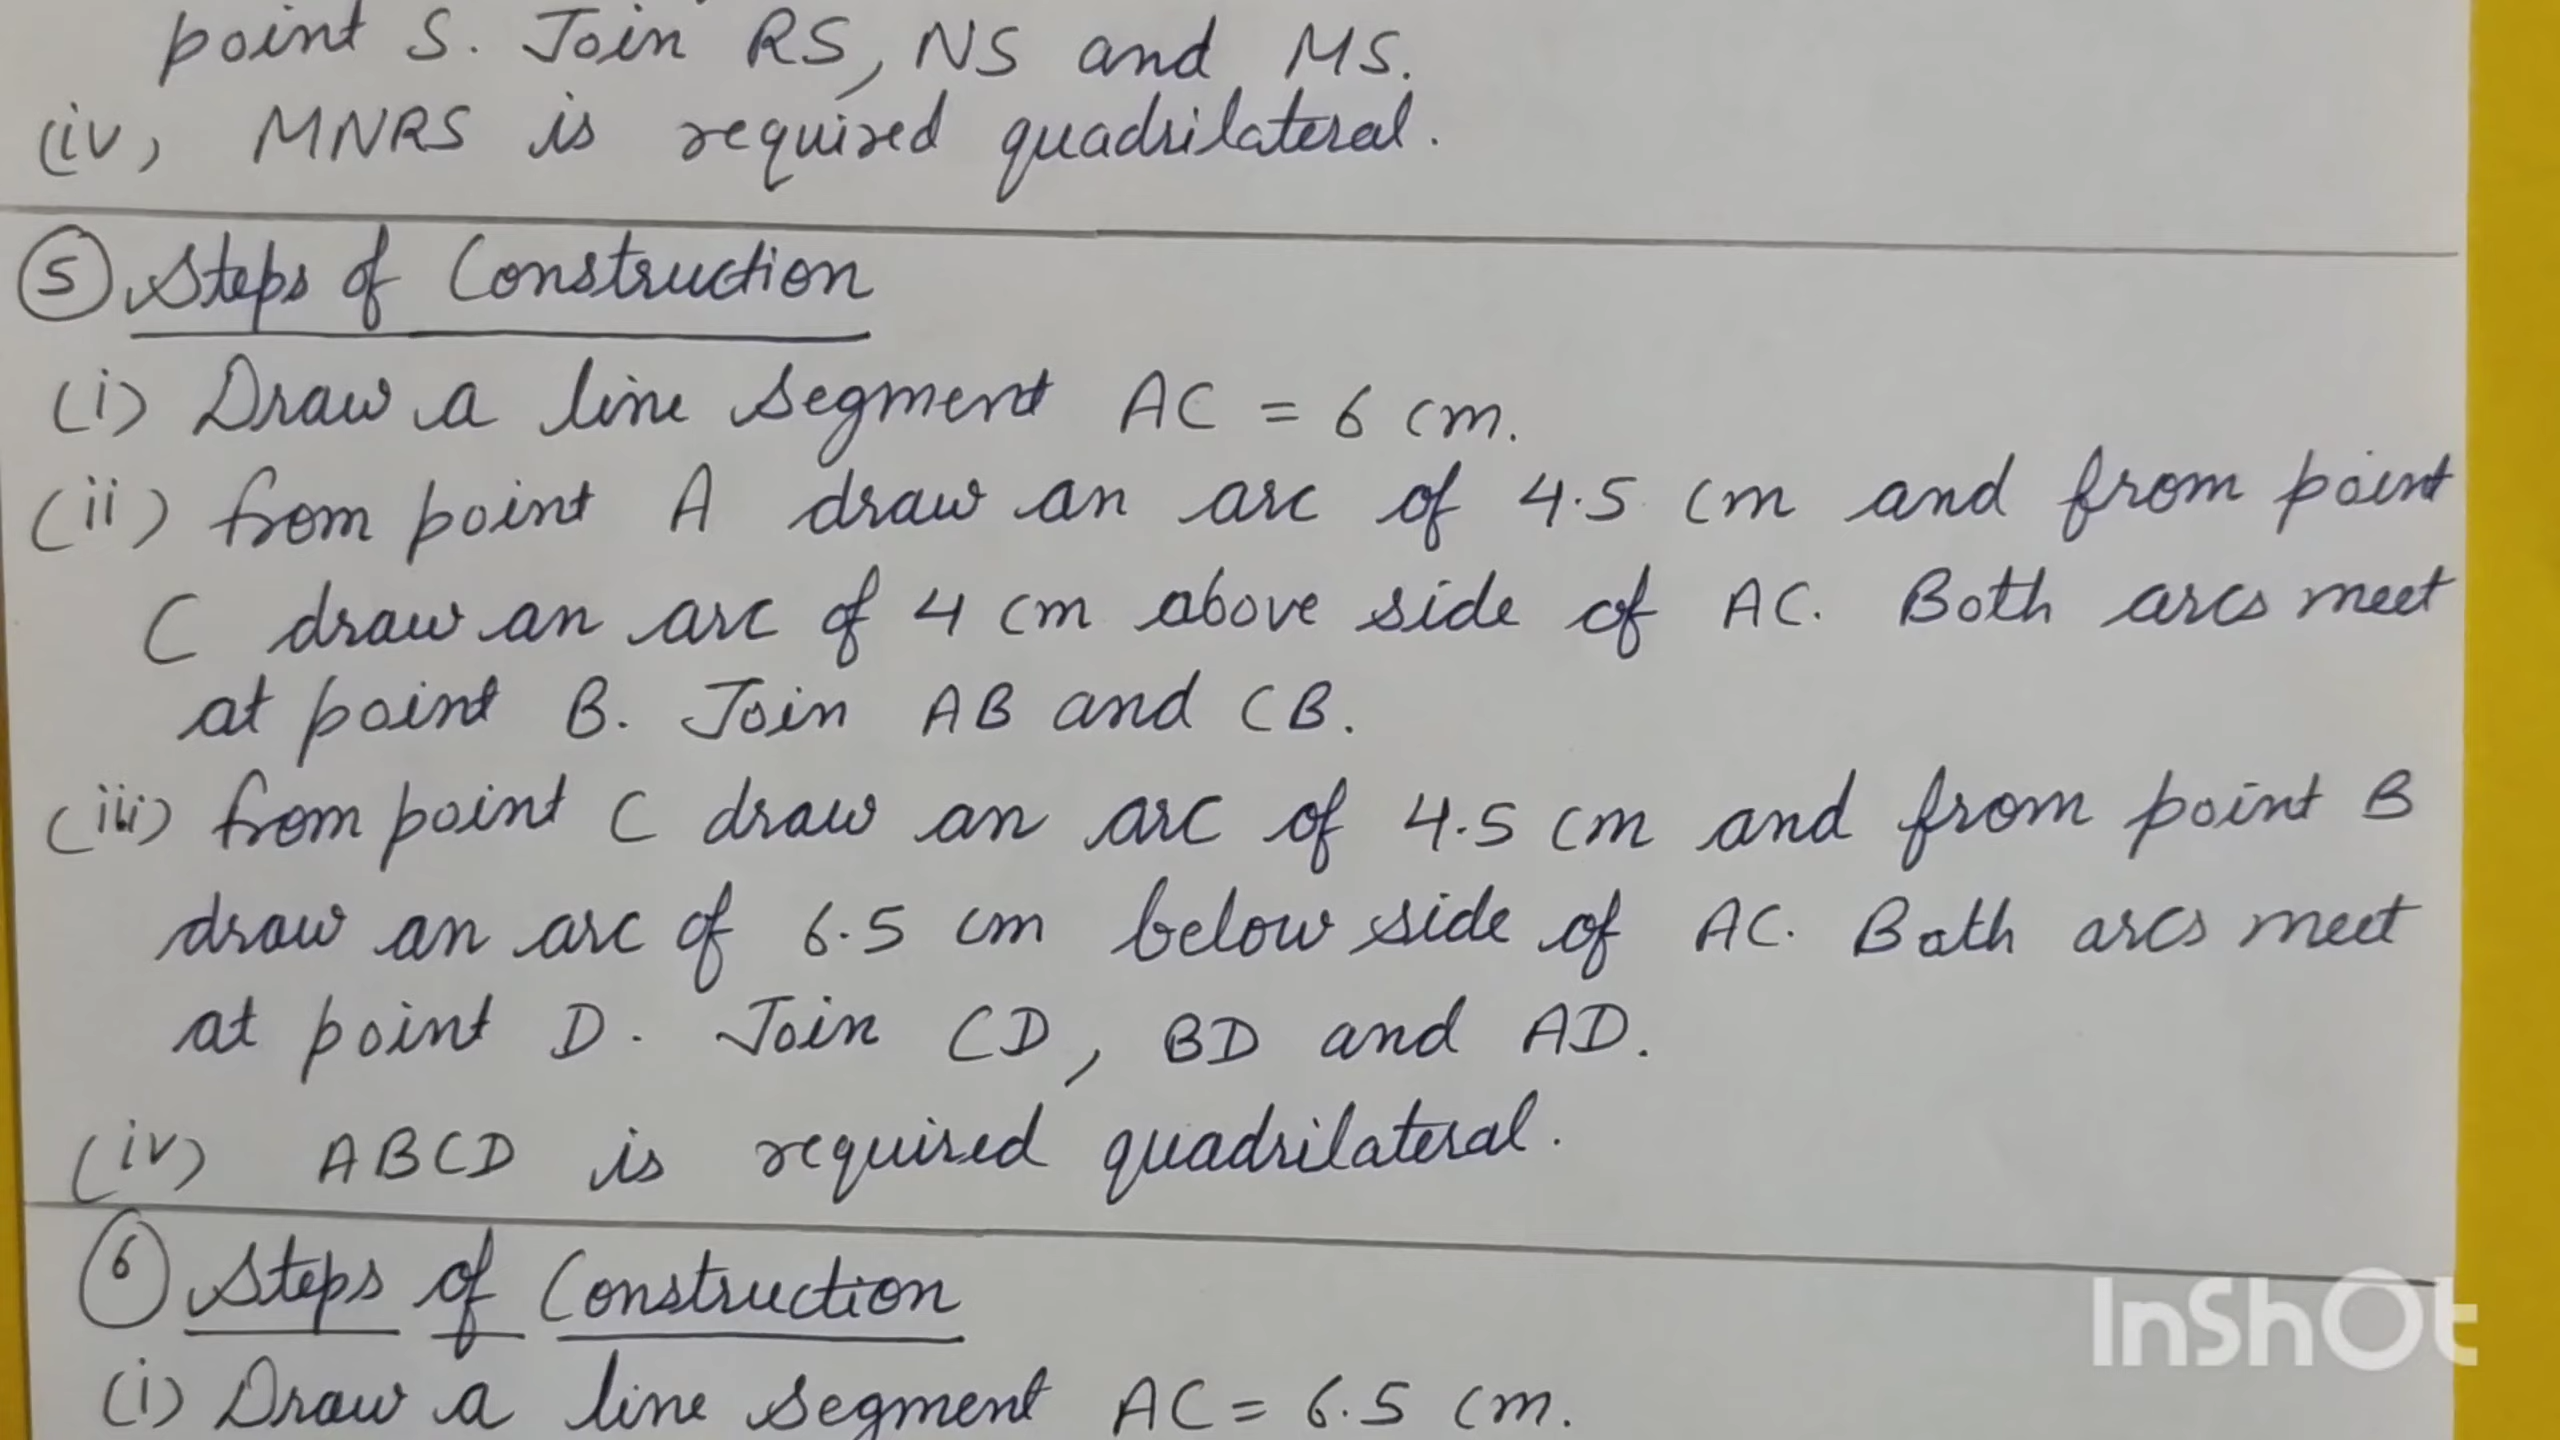 point S. Join RS, NS and MS.
(iv) MNRS is required quadrilateral.
5 Steps of Construction
(i) Draw a line segment AC = 6 cm.
(ii) from point A draw an arc of 4.5 cm and from point
C draw an arc of 4 cm above side of AC. Both arcs meet
at point B. Join AB and CB.
(iii) from point C draw an arc of 4.5 cm and from point B
draw an arc of 6.5 cm below side of AC. Both arcs meet
at point D. Join CD, BD and AD.
(iv) ABCD is required quadrilateral.
6 Steps of Construction
(i) Draw a line segment AC = 6.5 cm.
InShOt